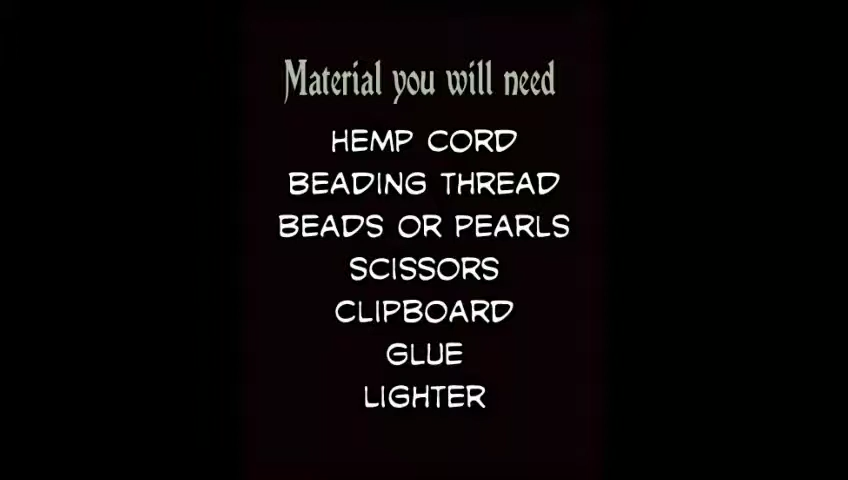 Material you will need
HEMP CORD
BEADING THREAD
BEADS OR PEARLS
SCISSORS
CLIPBOARD
GLUE
LIGHTER